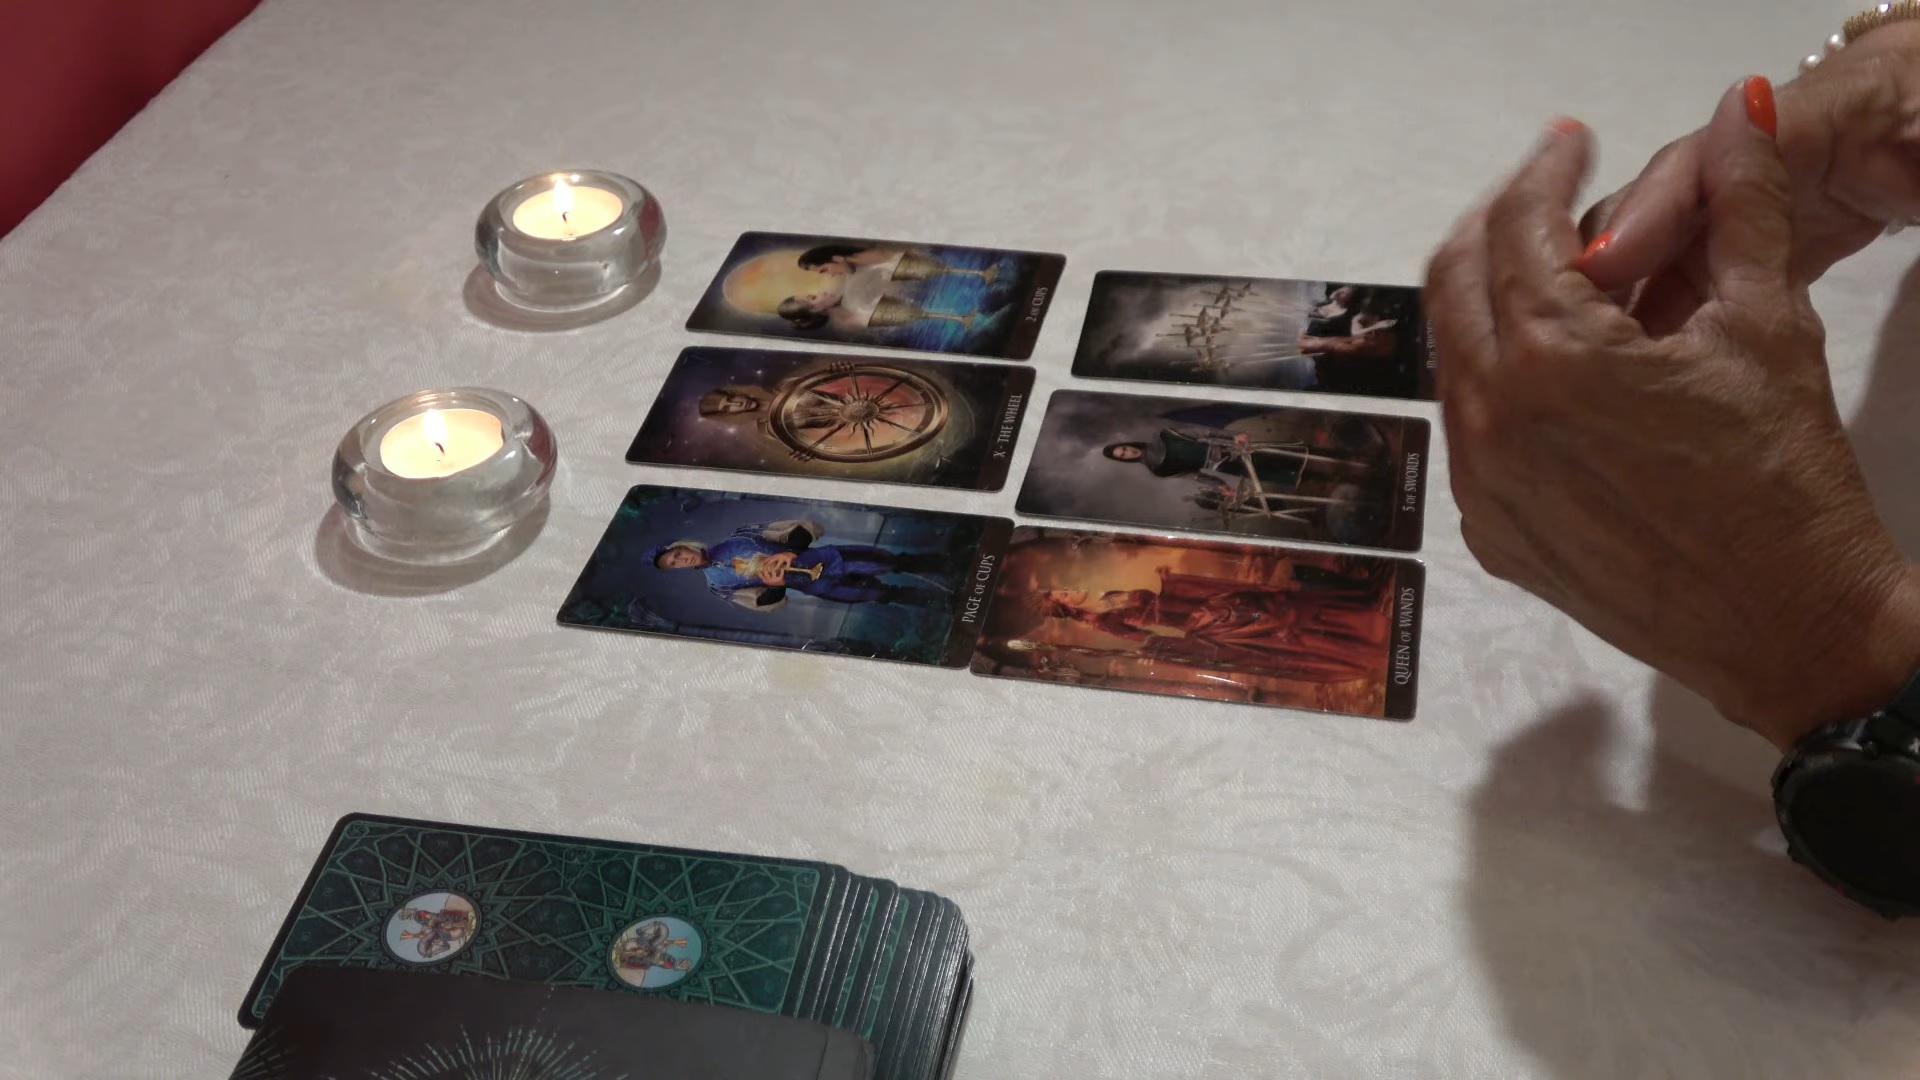 2 OF CUPS
X - THE WHEEL
5 OF SWORDS
PAGE OF CUPS
QUEEN OF WANDS